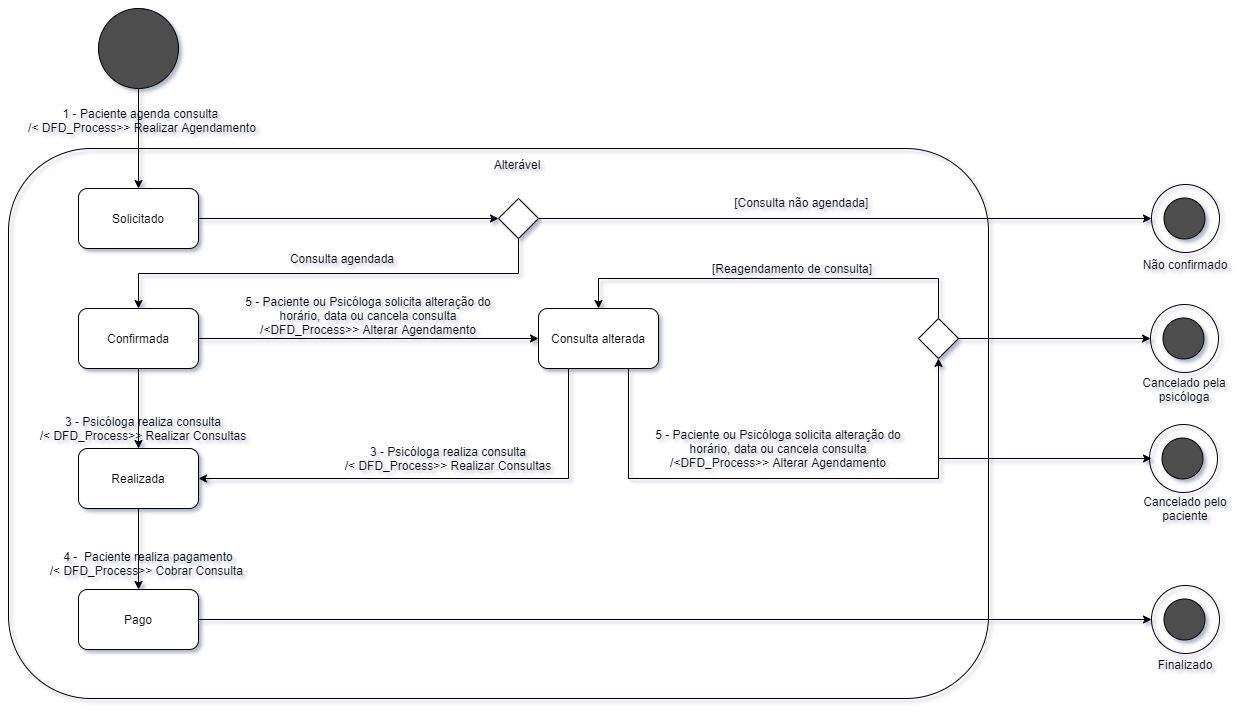 1 - Paciente agenda consulta
/< DFD_Process>> Realizar Agendamento
Alterável
Solicitado
[Consulta não agendada]
Não confirmado
Consulta agendada
[Reagendamento de consulta]
5 - Paciente ou Psicóloga solicita alteração do
horário, data ou cancela consulta
/<DFD_Process>> Alterar Agendamento
Confirmada
Consulta alterada
Cancelado pela
psicóloga
3 - Psicóloga realiza consulta
/< DFD_Process>> Realizar Consultas
3 - Psicóloga realiza consulta
/< DFD_Process>> Realizar Consultas
5 - Paciente ou Psicóloga solicita alteração do
horário, data ou cancela consulta
/<DFD_Process>> Alterar Agendamento
Realizada
Cancelado pelo
paciente
4 -  Paciente realiza pagamento
/< DFD_Process>> Cobrar Consulta
Pago
Finalizado